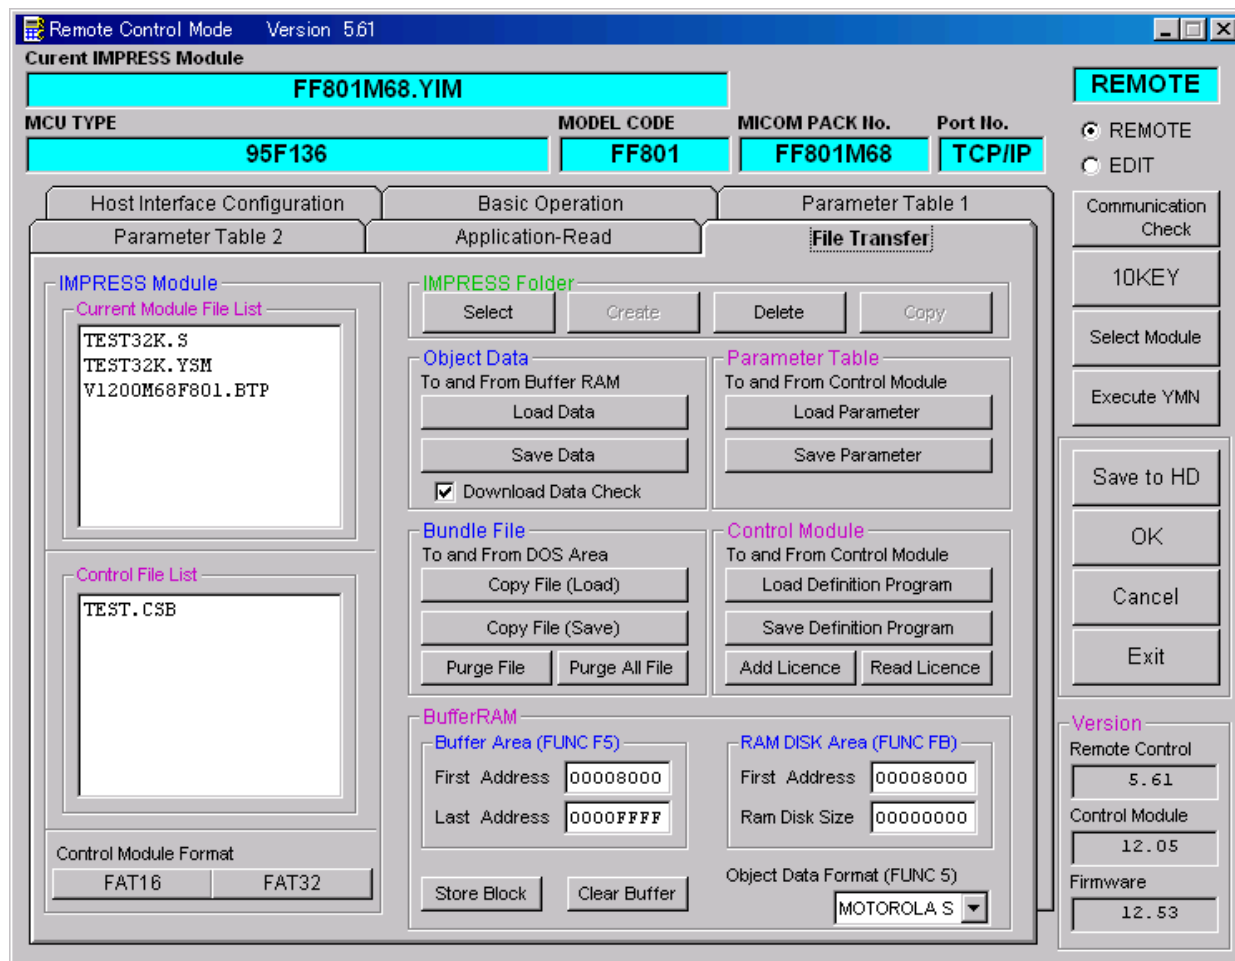 Remote Control Mode Version 5.61
Curent IMPRESS Module
FF801M68.YIM
REMOTE
MCU TYPE
MODEL CODE
MICOM PACK No.
Port No.
95F136
FF801
FF801M68
TCP/IP
REMOTE
EDIT
Host Interface Configuration
Basic Operation
Parameter Table 1
Parameter Table 2
Application-Read
File Transfer
IMPRESS Module
Current Module File List
TEST32K.S
TEST32K.YSM
V1200M68F801.BTP
Control File List
TEST.CSB
Control Module Format
FAT16
FAT32
IMPRESS Folder
Select
Create
Delete
Copy
Object Data
To and From Buffer RAM
Load Data
Save Data
Download Data Check
Parameter Table
To and From Control Module
Load Parameter
Save Parameter
Bundle File
To and From DOS Area
Copy File (Load)
Copy File (Save)
Purge File
Purge All File
Control Module
To and From Control Module
Load Definition Program
Save Definition Program
Add Licence
Read Licence
BufferRAM
Buffer Area (FUNC F5)
First Address 00008000
Last Address 0000FFFF
RAM DISK Area (FUNC FB)
First Address 00008000
Ram Disk Size 00000000
Store Block
Clear Buffer
Object Data Format (FUNC 5)
MOTOROLA S
Communication
Check
10KEY
Select Module
Execute YMN
Save to HD
OK
Cancel
Exit
Version
Remote Control
5.61
Control Module
12.05
Firmware
12.53